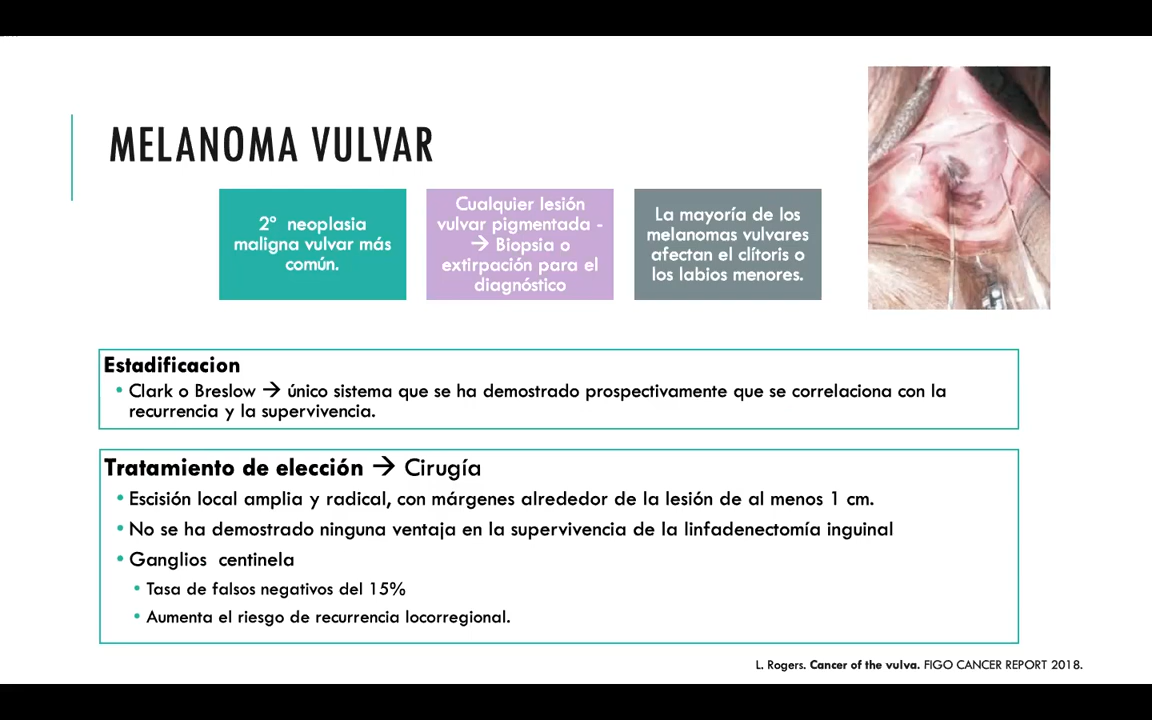 MELANOMA VULVAR
2º neoplasia
maligna vulvar más
común.
Cualquier lesión
vulvar pigmentada -
→ Biopsia o
extirpación para el
diagnóstico
La mayoría de los
melanomas vulvares
afectan el clítoris o
los labios menores.
Estadificacion
• Clark o Breslow → único sistema que se ha demostrado prospectivamente que se correlaciona con la
recurrencia y la supervivencia.
Tratamiento de elección → Cirugía
• Escisión local amplia y radical, con márgenes alrededor de la lesión de al menos 1 cm.
• No se ha demostrado ninguna ventaja en la supervivencia de la linfadenectomía inguinal
• Ganglios centinela
• Tasa de falsos negativos del 15%
• Aumenta el riesgo de recurrencia locorregional.
L. Rogers. Cancer of the vulva. FIGO CANCER REPORT 2018.